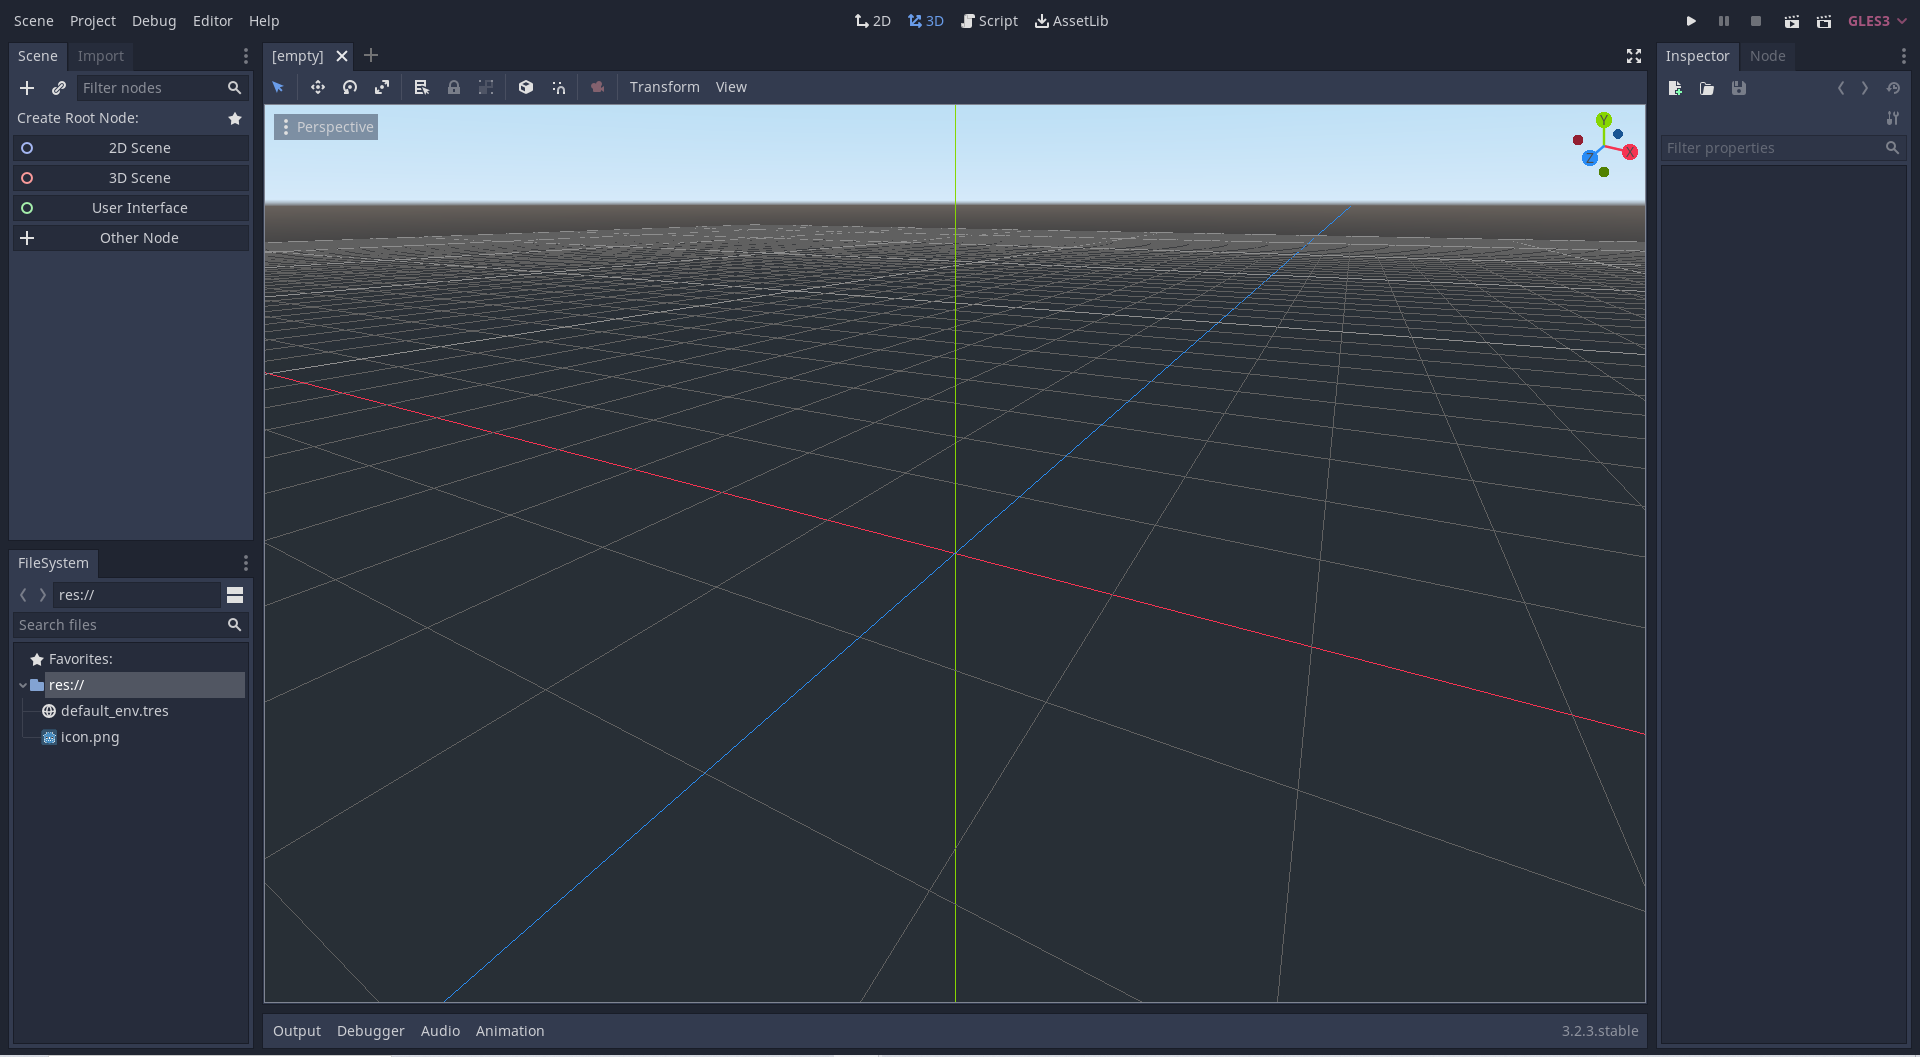 Scene Project Debug Editor Help
2D 3D Script AssetLib
GLES3
Scene Import
Filter nodes
Create Root Node:
2D Scene
3D Scene
User Interface
Other Node
FileSystem
res://
Search files
Favorites:
res://
default_env.tres
icon.png
[empty]
Transform View
Perspective
Y
X
Z
Output Debugger Audio Animation
3.2.3.stable
Inspector Node
Filter properties